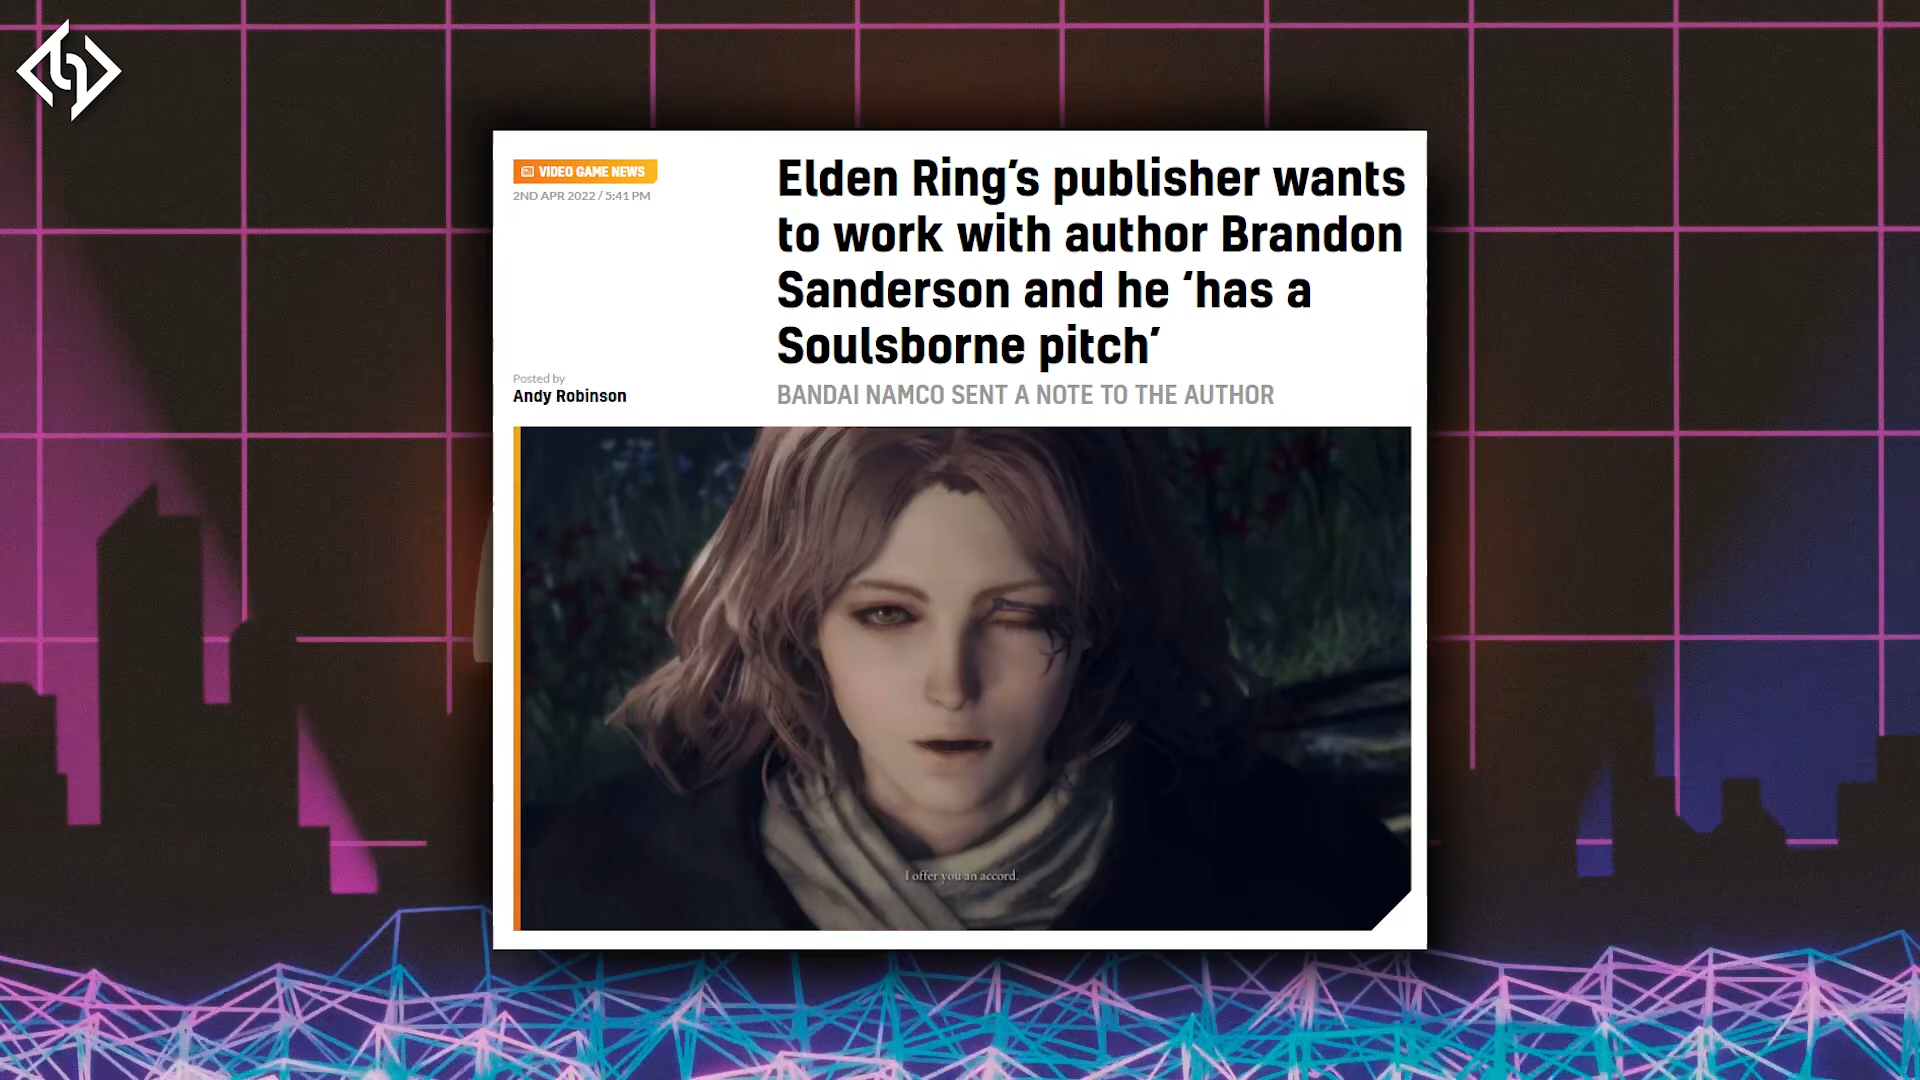 VIDEO GAME NEWS
2ND APR 2022 / 5:41 PM
Elden Ring’s publisher wants
to work with author Brandon
Sanderson and he ‘has a
Soulsborne pitch’
Posted by
Andy Robinson
BANDAI NAMCO SENT A NOTE TO THE AUTHOR
I offer you an accord.